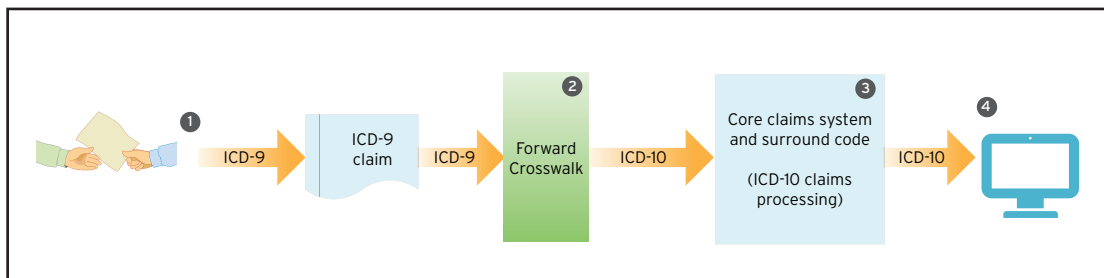 1
ICD-9
ICD-9
claim
ICD-9
2
Forward
Crosswalk
ICD-10
3
Core claims system
and surround code
(ICD-10 claims
processing)
ICD-10
4